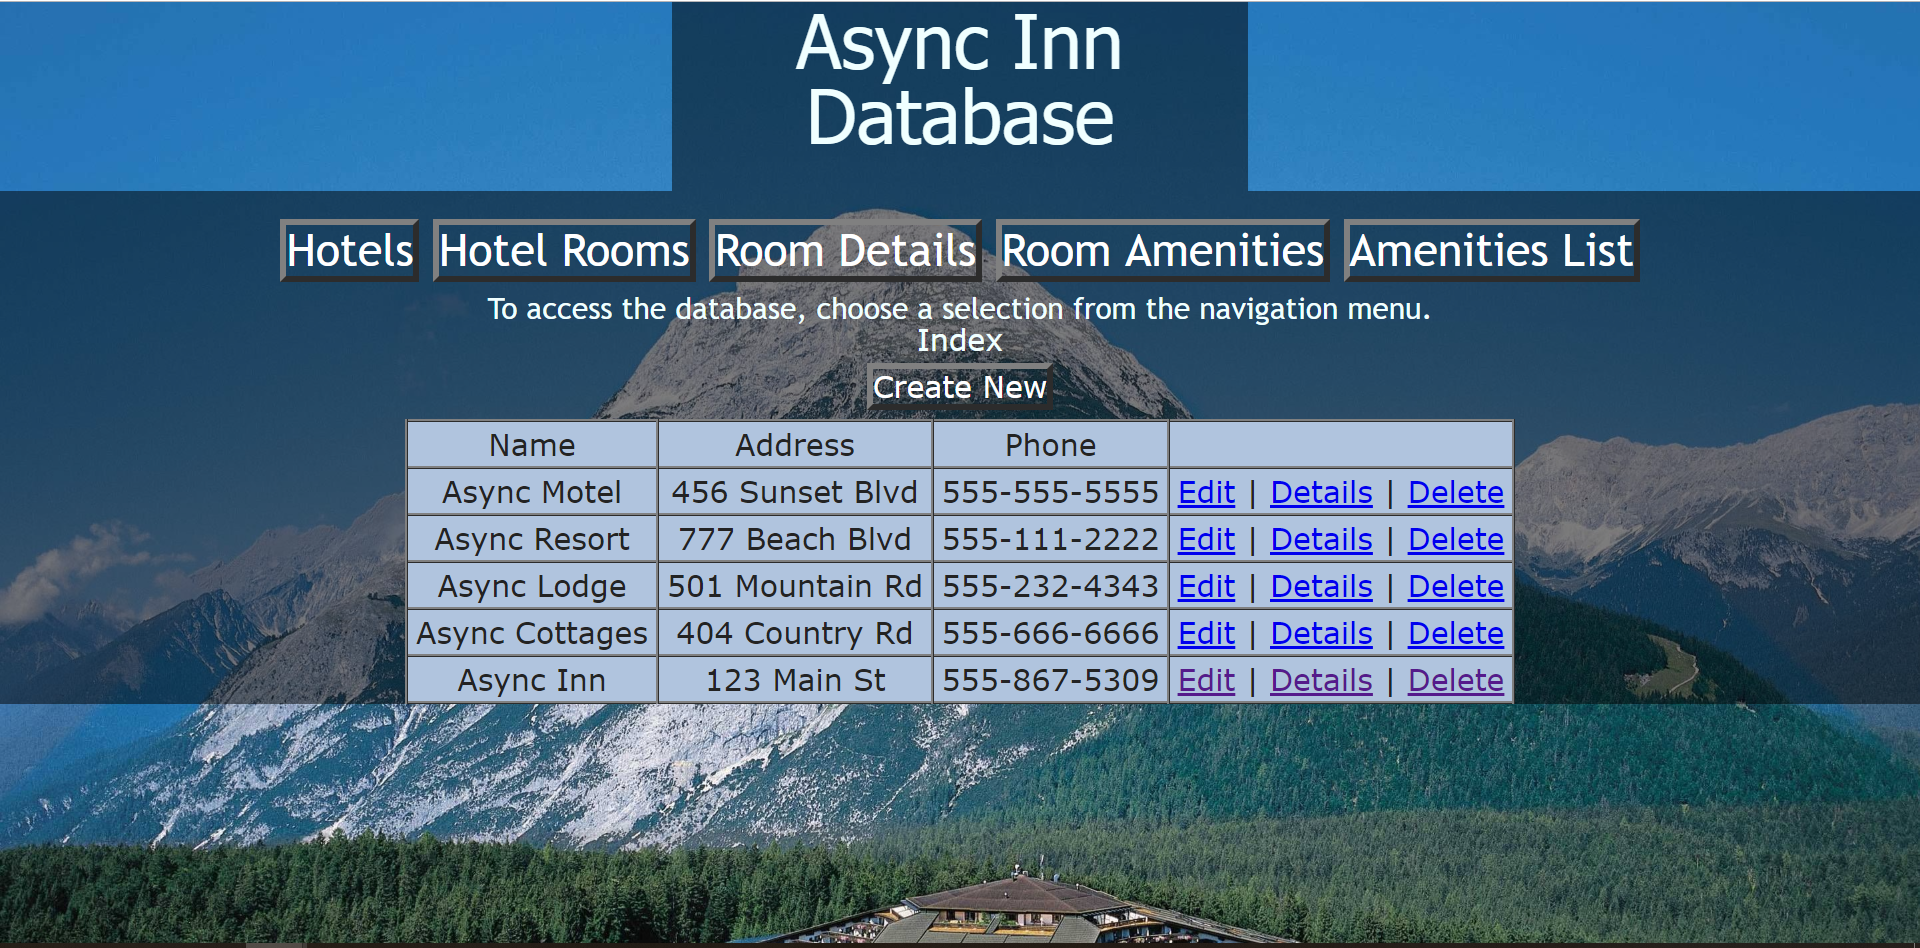 Async Inn
Database
Hotels Hotel Rooms Room Details Room Amenities Amenities List
To access the database, choose a selection from the navigation menu.
Index
Create New
Name Address Phone
Async Motel 456 Sunset Blvd 555-555-5555 Edit | Details | Delete
Async Resort 777 Beach Blvd 555-111-2222 Edit | Details | Delete
Async Lodge 501 Mountain Rd 555-232-4343 Edit | Details | Delete
Async Cottages 404 Country Rd 555-666-6666 Edit | Details | Delete
Async Inn 123 Main St 555-867-5309 Edit | Details | Delete